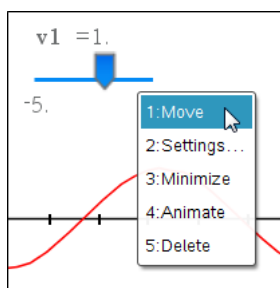 v1 =1.
-5.
1:Move
2:Settings...
3:Minimize
4:Animate
5:Delete